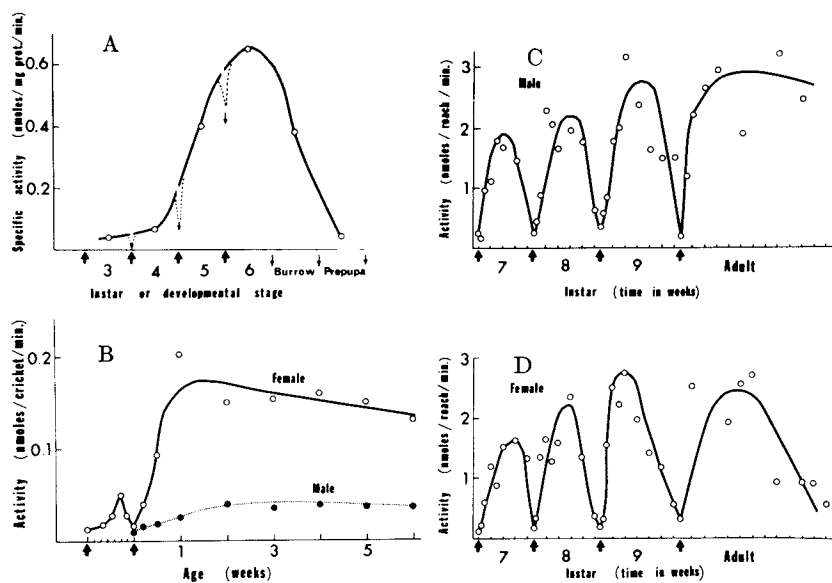 A
Specific activity (nmoles/mg prot./min.)
0.6
0.4
0.2
3 4 5 6 Burrow Prepupa
Instar or developmental stage
B
Activity (nmoles/cricket/min.)
0.2
0.1
Female
Male
1 3 5
Age (weeks)
C
Male
Activity (nmoles/roach/min.)
3
2
1
7 8 9 Adult
Instar (time in weeks)
D
Female
Activity (nmoles/roach/min.)
3
2
1
7 8 9 Adult
Instar (time in weeks)